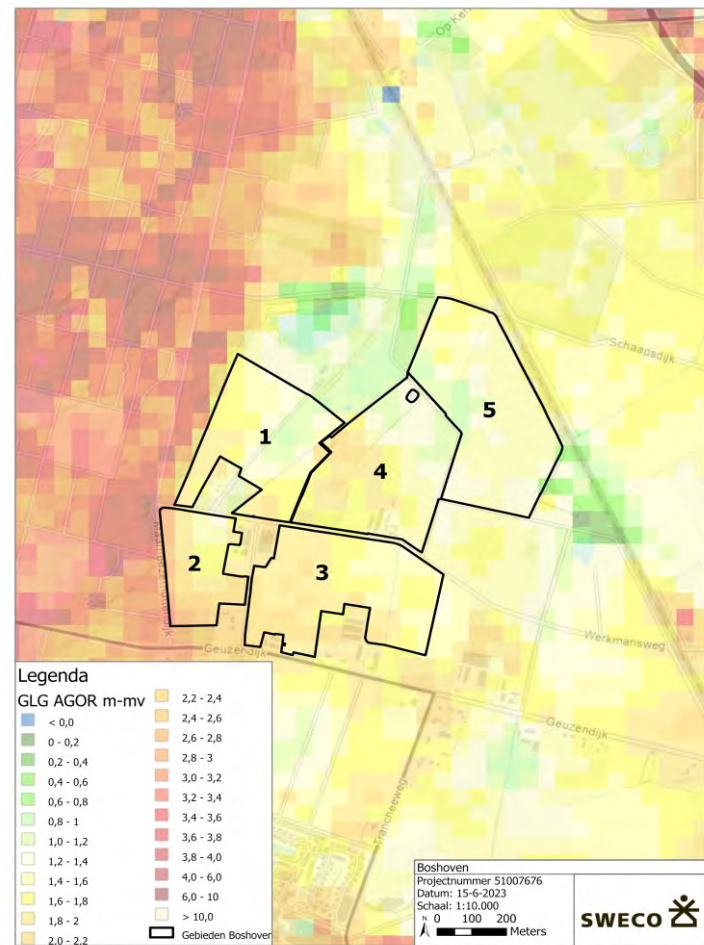 Op Ken
Schaapsdijk
1
5
4
2
3
Geuzendijk
Werkmansweg
Geuzendijk
Trancheeweg
Legenda
GLG AGOR m-mv
< 0,0
0 - 0,2
0,2 - 0,4
0,4 - 0,6
0,6 - 0,8
0,8 - 1
1,0 - 1,2
1,2 - 1,4
1,4 - 1,6
1,6 - 1,8
1,8 - 2
2,0 - 2,2
2,2 - 2,4
2,4 - 2,6
2,6 - 2,8
2,8 - 3
3,0 - 3,2
3,2 - 3,4
3,4 - 3,6
3,6 - 3,8
3,8 - 4,0
4,0 - 6,0
6,0 - 10
> 10,0
Gebieden Boshoven
Boshoven
Projectnummer 51007676
Datum: 15-6-2023
Schaal: 1:10.000
N 0 100 200
Meters
SWECO